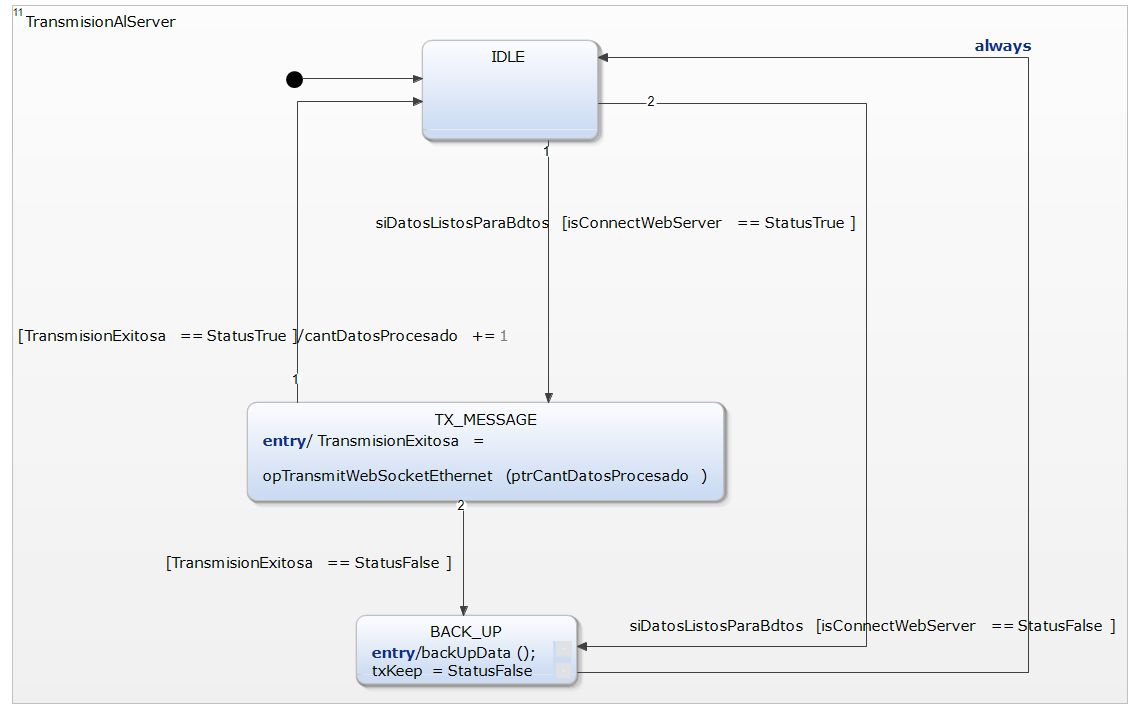 11
TransmisionAlServer
always
IDLE
2
1
siDatosListosParaBdtos [isConnectWebServer == StatusTrue ]
[TransmisionExitosa == StatusTrue ]/cantDatosProcesado += 1
1
TX_MESSAGE
entry/ TransmisionExitosa =
opTransmitWebSocketEthernet (ptrCantDatosProcesado )
2
[TransmisionExitosa == StatusFalse ]
BACK_UP
siDatosListosParaBdtos [isConnectWebServer == StatusFalse ]
entry/backUpData ();
txKeep = StatusFalse